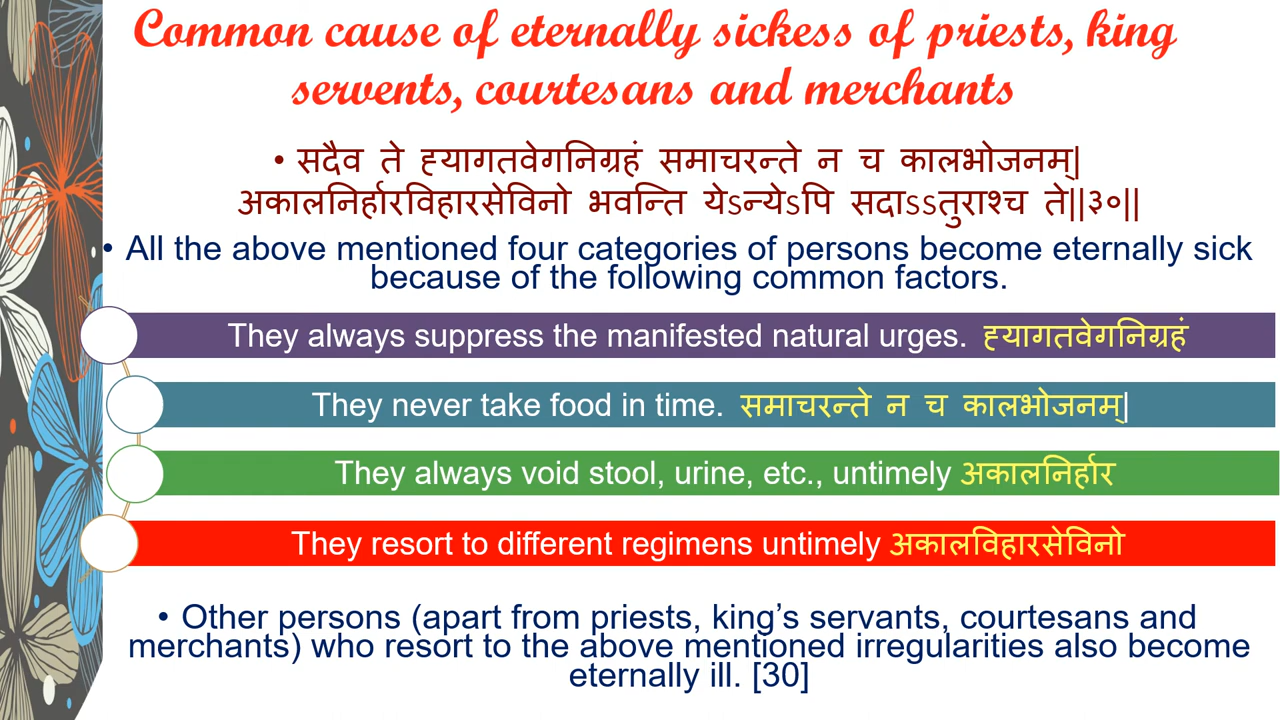 Common cause of eternally sickess of priests, king
servents, courtesans and merchants
• सदैव ते ह्यागतवेगनिग्रहं समाचरन्ते न च कालभोजनम्|
अकालनिर्हारविहारसेविनो भवन्ति येऽन्येऽपि सदाऽऽतुराश्च ते||३०||
• All the above mentioned four categories of persons become eternally sick
because of the following common factors.
They always suppress the manifested natural urges. ह्यागतवेगनिग्रहं
They never take food in time. समाचरन्ते न च कालभोजनम्|
They always void stool, urine, etc., untimely अकालनिर्हार
They resort to different regimens untimely अकालविहारसेविनो
• Other persons (apart from priests, king’s servants, courtesans and
merchants) who resort to the above mentioned irregularities also become
eternally ill. [30]